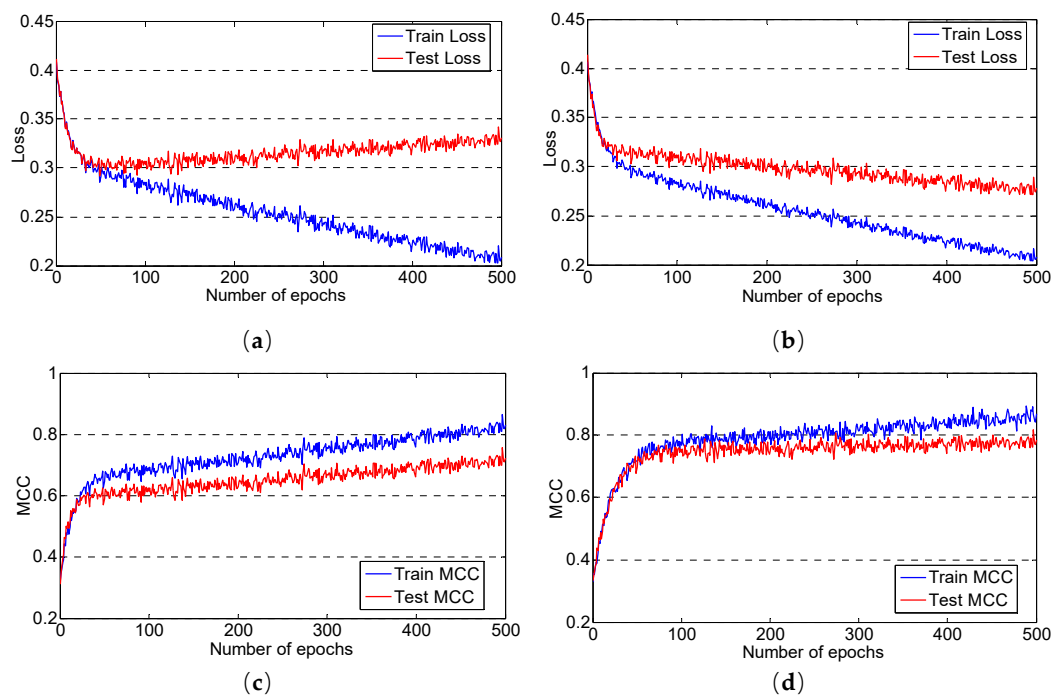 0.45
Train Loss
Test Loss
0.4
0.35
Loss
0.3
0.25
0.2
0 100 200 300 400 500
Number of epochs
(a)
0.45
Train Loss
Test Loss
0.4
0.35
Loss
0.3
0.25
0.2
0 100 200 300 400 500
Number of epochs
(b)
1
0.8
MCC
0.6
0.4
Train MCC
Test MCC
0.2
0 100 200 300 400 500
Number of epochs
(c)
1
0.8
MCC
0.6
0.4
Train MCC
Test MCC
0.2
0 100 200 300 400 500
Number of epochs
(d)